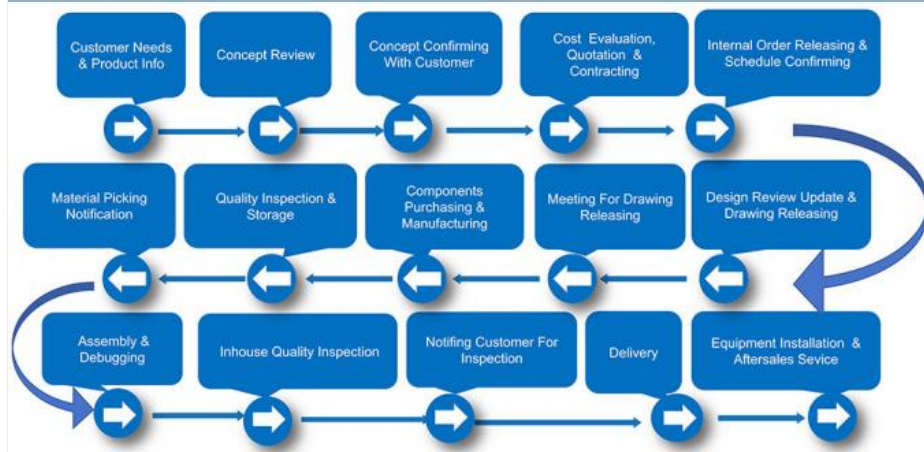 Customer Needs
& Product Info
Concept Review
Concept Confirming
With Customer
Cost Evaluation,
Quotation &
Contracting
Internal Order Releasing &
Schedule Confirming
Material Picking
Notification
Quality Inspection &
Storage
Components
Purchasing &
Manufacturing
Meeting For Drawing
Releasing
Design Review Update &
Drawing Releasing
Assembly &
Debugging
Inhouse Quality Inspection
Notifing Customer For
Inspection
Delivery
Equipment Installation &
Aftersales Sevice